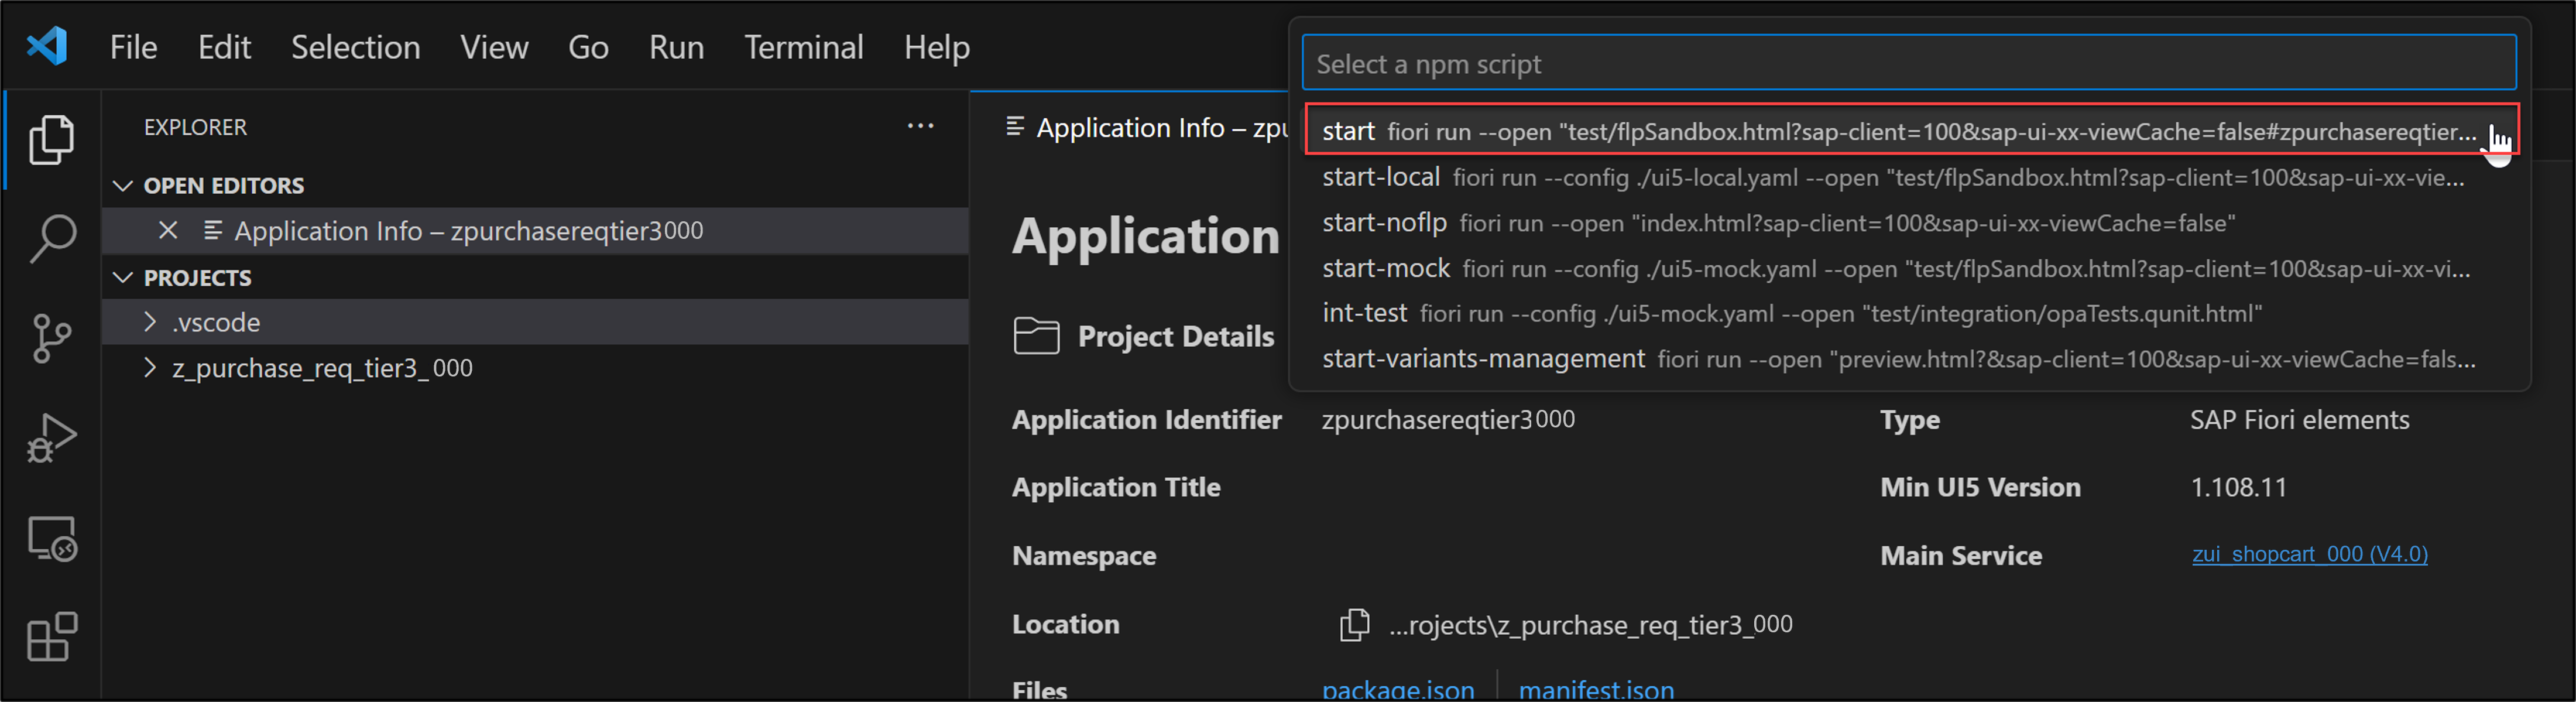 File Edit Selection View Go Run Terminal Help
Select a npm script
start fiori run --open "test/flpSandbox.html?sap-client=100&sap-ui-xx-viewCache=false#zpurchasereqtier...
start-local fiori run --config ./ui5-local.yaml --open "test/flpSandbox.html?sap-client=100&sap-ui-xx-vie...
start-noflp fiori run --open "index.html?sap-client=100&sap-ui-xx-viewCache=false"
start-mock fiori run --config ./ui5-mock.yaml --open "test/flpSandbox.html?sap-client=100&sap-ui-xx-vi...
int-test fiori run --config ./ui5-mock.yaml --open "test/integration/opaTests.qunit.html"
start-variants-management fiori run --open "preview.html?&sap-client=100&sap-ui-xx-viewCache=fals...
EXPLORER ...
OPEN EDITORS
Application Info – zpurchasereqtier3000
PROJECTS
.vscode
z_purchase_req_tier3_000
Application Info – zpu
Application
Project Details
Application Identifier zpurchasereqtier3000 Type SAP Fiori elements
Application Title Min UI5 Version 1.108.11
Namespace Main Service zui_shopcart_000 (V4.0)
Location ...rojects\z_purchase_req_tier3_000
Files package.json manifest.json